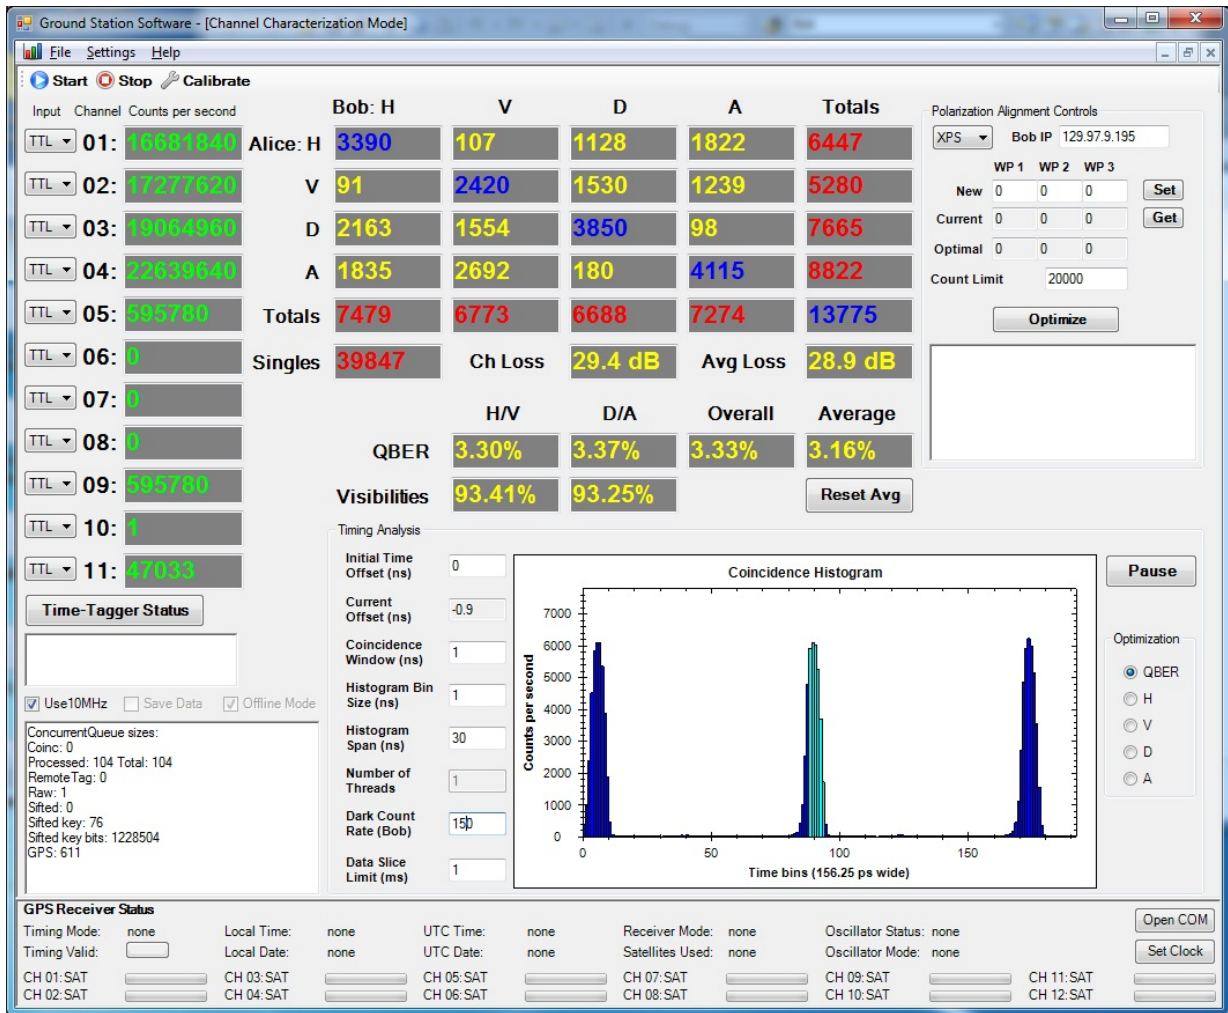 Ground Station Software - [Channel Characterization Mode]
File Settings Help
Start Stop Calibrate
Input Channel Counts per second
TTL 01: 16681840
TTL 02: 17277620
TTL 03: 19064960
TTL 04: 22639640
TTL 05: 595780
TTL 06: 0
TTL 07: 0
TTL 08: 0
TTL 09: 595780
TTL 10: 1
TTL 11: 47033
Time-Tagger Status
Use10MHz Save Data Offline Mode
ConcurrentQueue sizes:
Coinc: 0
Processed: 104 Total: 104
RemoteTag: 0
Raw: 1
Sifted: 0
Sifted key: 76
Sifted key bits: 1228504
GPS: 611
Bob: H V D A Totals
Alice: H 3390 107 1128 1822 6447
V 91 2420 1530 1239 5280
D 2163 1554 3850 98 7665
A 1835 2692 180 4115 8822
Totals 7479 6773 6688 7274 13775
Singles 39847 Ch Loss 29.4 dB Avg Loss 28.9 dB
H/V D/A Overall Average
QBER 3.30% 3.37% 3.33% 3.16%
Visibilities 93.41% 93.25% Reset Avg
Polarization Alignment Controls
XPS Bob IP 129.97.9.195
WP 1 WP 2 WP 3
New 0 0 0 Set
Current 0 0 0 Get
Optimal 0 0 0
Count Limit 20000
Optimize
Timing Analysis
Initial Time
Offset (ns) 0
Current
Offset (ns) -0.9
Coincidence
Window (ns) 1
Histogram Bin
Size (ns) 1
Histogram
Span (ns) 30
Number of
Threads 1
Dark Count
Rate (Bob) 150
Data Slice
Limit (ms) 1
Coincidence Histogram
Counts per second
7000
6000
5000
4000
3000
2000
1000
0
0 50 100 150
Time bins (156.25 ps wide)
Pause
Optimization
QBER
H
V
D
A
GPS Receiver Status
Timing Mode: none Local Time: none UTC Time: none Receiver Mode: none Oscillator Status: none
Timing Valid: Local Date: none UTC Date: none Satellites Used: none Oscillator Mode: none
CH 01:SAT CH 03:SAT CH 05:SAT CH 07:SAT CH 09:SAT CH 11:SAT
CH 02:SAT CH 04:SAT CH 06:SAT CH 08:SAT CH 10:SAT CH 12:SAT
Open COM
Set Clock